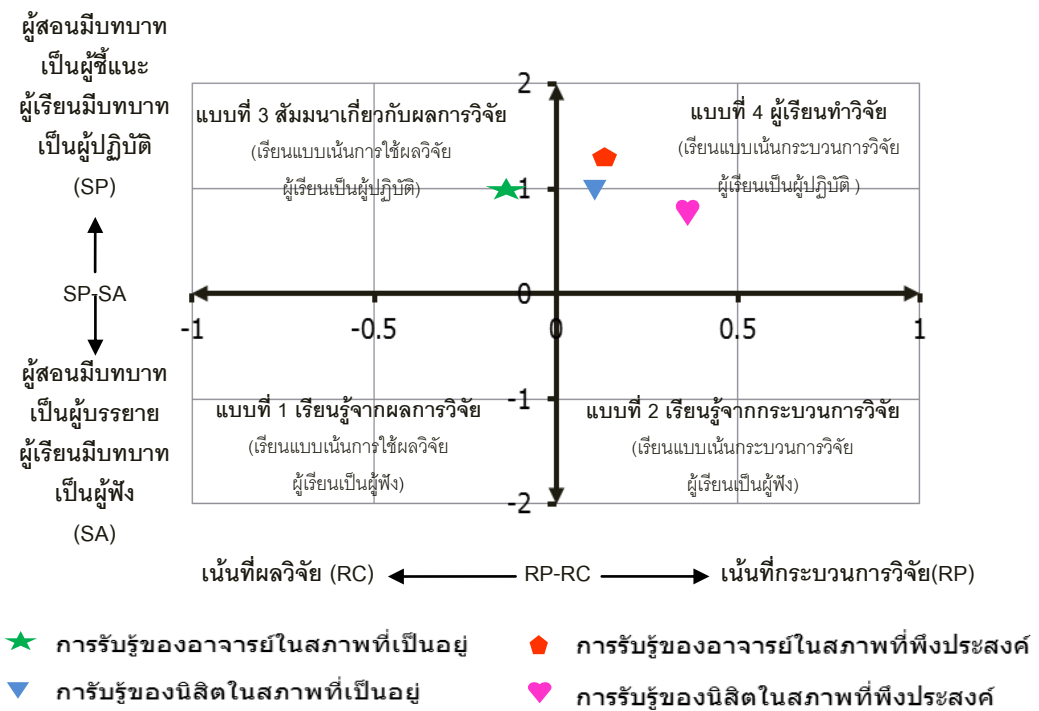 ผู้สอนมีบทบาท
เป็นผู้ชี้แนะ
ผู้เรียนมีบทบาท
เป็นผู้ปฏิบัติ
(SP)
SP-SA
ผู้สอนมีบทบาท
เป็นผู้บรรยาย
ผู้เรียนมีบทบาท
เป็นผู้ฟัง
(SA)
2
แบบที่ 3 สัมมนาเกี่ยวกับผลการวิจัย
(เรียนแบบเน้นการใช้ผลวิจัย
ผู้เรียนเป็นผู้ปฏิบัติ)
แบบที่ 4 ผู้เรียนทำวิจัย
(เรียนแบบเน้นกระบวนการวิจัย
ผู้เรียนเป็นผู้ปฏิบัติ )
1
0
-1 -0.5 0 0.5 1
-1
แบบที่ 1 เรียนรู้จากผลการวิจัย
(เรียนแบบเน้นการใช้ผลวิจัย
ผู้เรียนเป็นผู้ฟัง)
แบบที่ 2 เรียนรู้จากกระบวนการวิจัย
(เรียนแบบเน้นกระบวนการวิจัย
ผู้เรียนเป็นผู้ฟัง)
-2
เน้นที่ผลวิจัย (RC) RP-RC เน้นที่กระบวนการวิจัย(RP)
การรับรู้ของอาจารย์ในสภาพที่เป็นอยู่
การรับรู้ของอาจารย์ในสภาพที่พึงประสงค์
การับรู้ของนิสิตในสภาพที่เป็นอยู่
การรับรู้ของนิสิตในสภาพที่พึงประสงค์